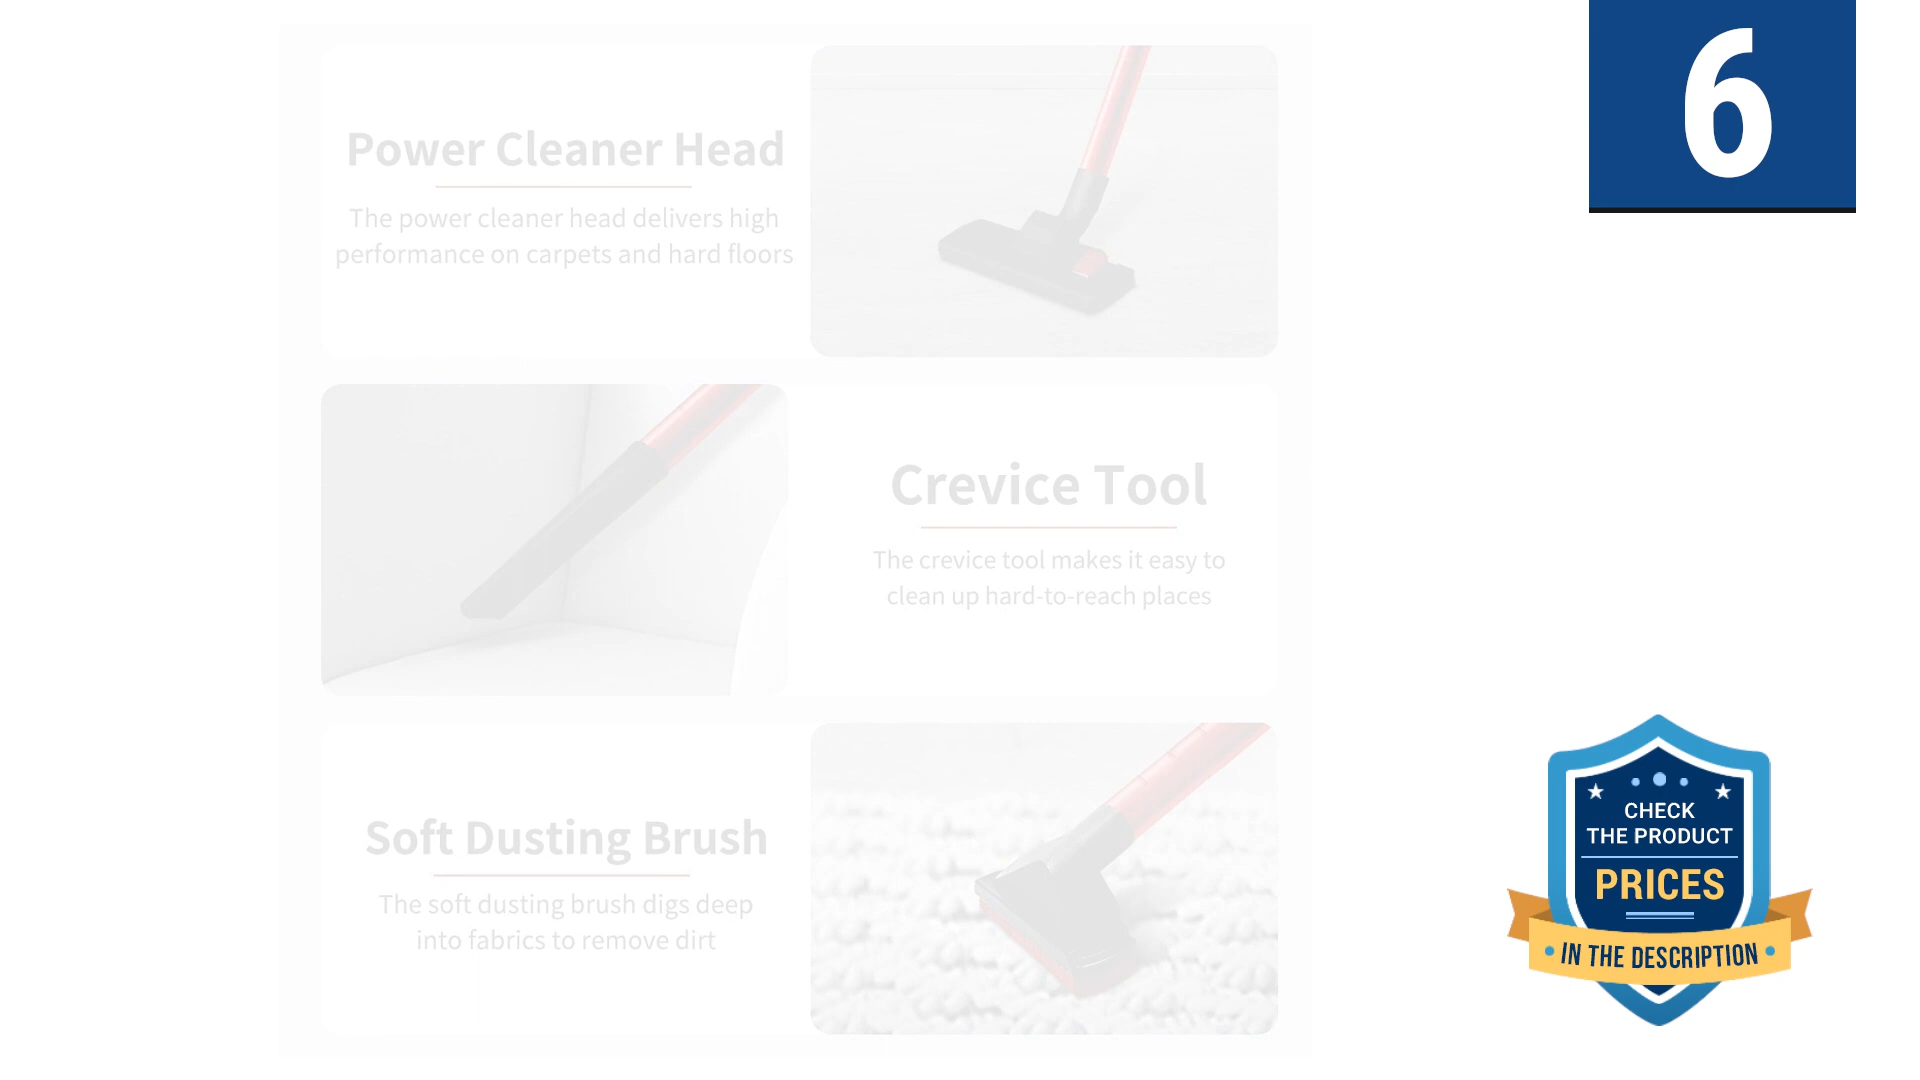 6
Power Cleaner Head
The power cleaner head delivers high
performance on carpets and hard floors
Crevice Tool
The crevice tool makes it easy to
clean up hard-to-reach places
Soft Dusting Brush
The soft dusting brush digs deep
into fabrics to remove dirt
CHECK
THE PRODUCT
PRICES
IN THE DESCRIPTION